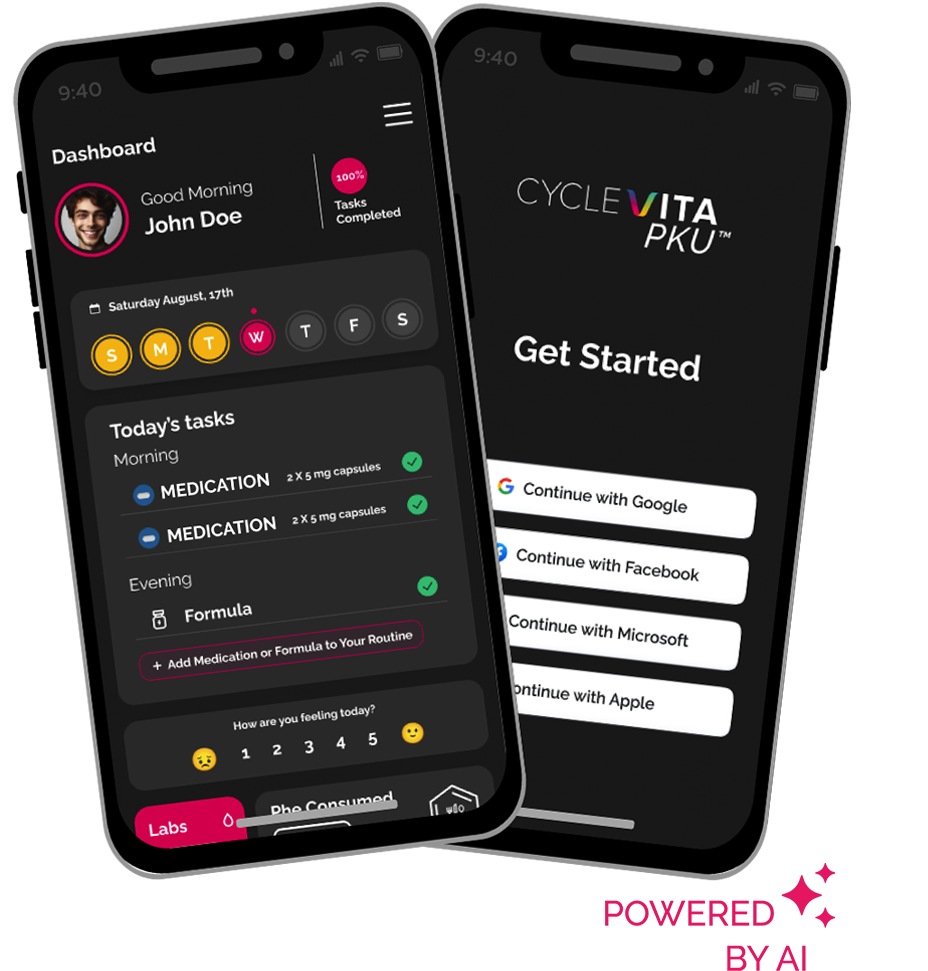 9:40
Dashboard
Good Morning
John Doe
100%
Tasks
Completed
Saturday August, 17th
S M T W T F S
Today's tasks
Morning
MEDICATION 2 X 5 mg capsules
MEDICATION 2 X 5 mg capsules
Evening
Formula
+ Add Medication or Formula to Your Routine
How are you feeling today?
1 2 3 4 5
Labs
Phe Consumed
9:40
CYCLEVITA
PKU™
Get Started
Continue with Google
Continue with Facebook
Continue with Microsoft
ontinue with Apple
POWERED
BY AI